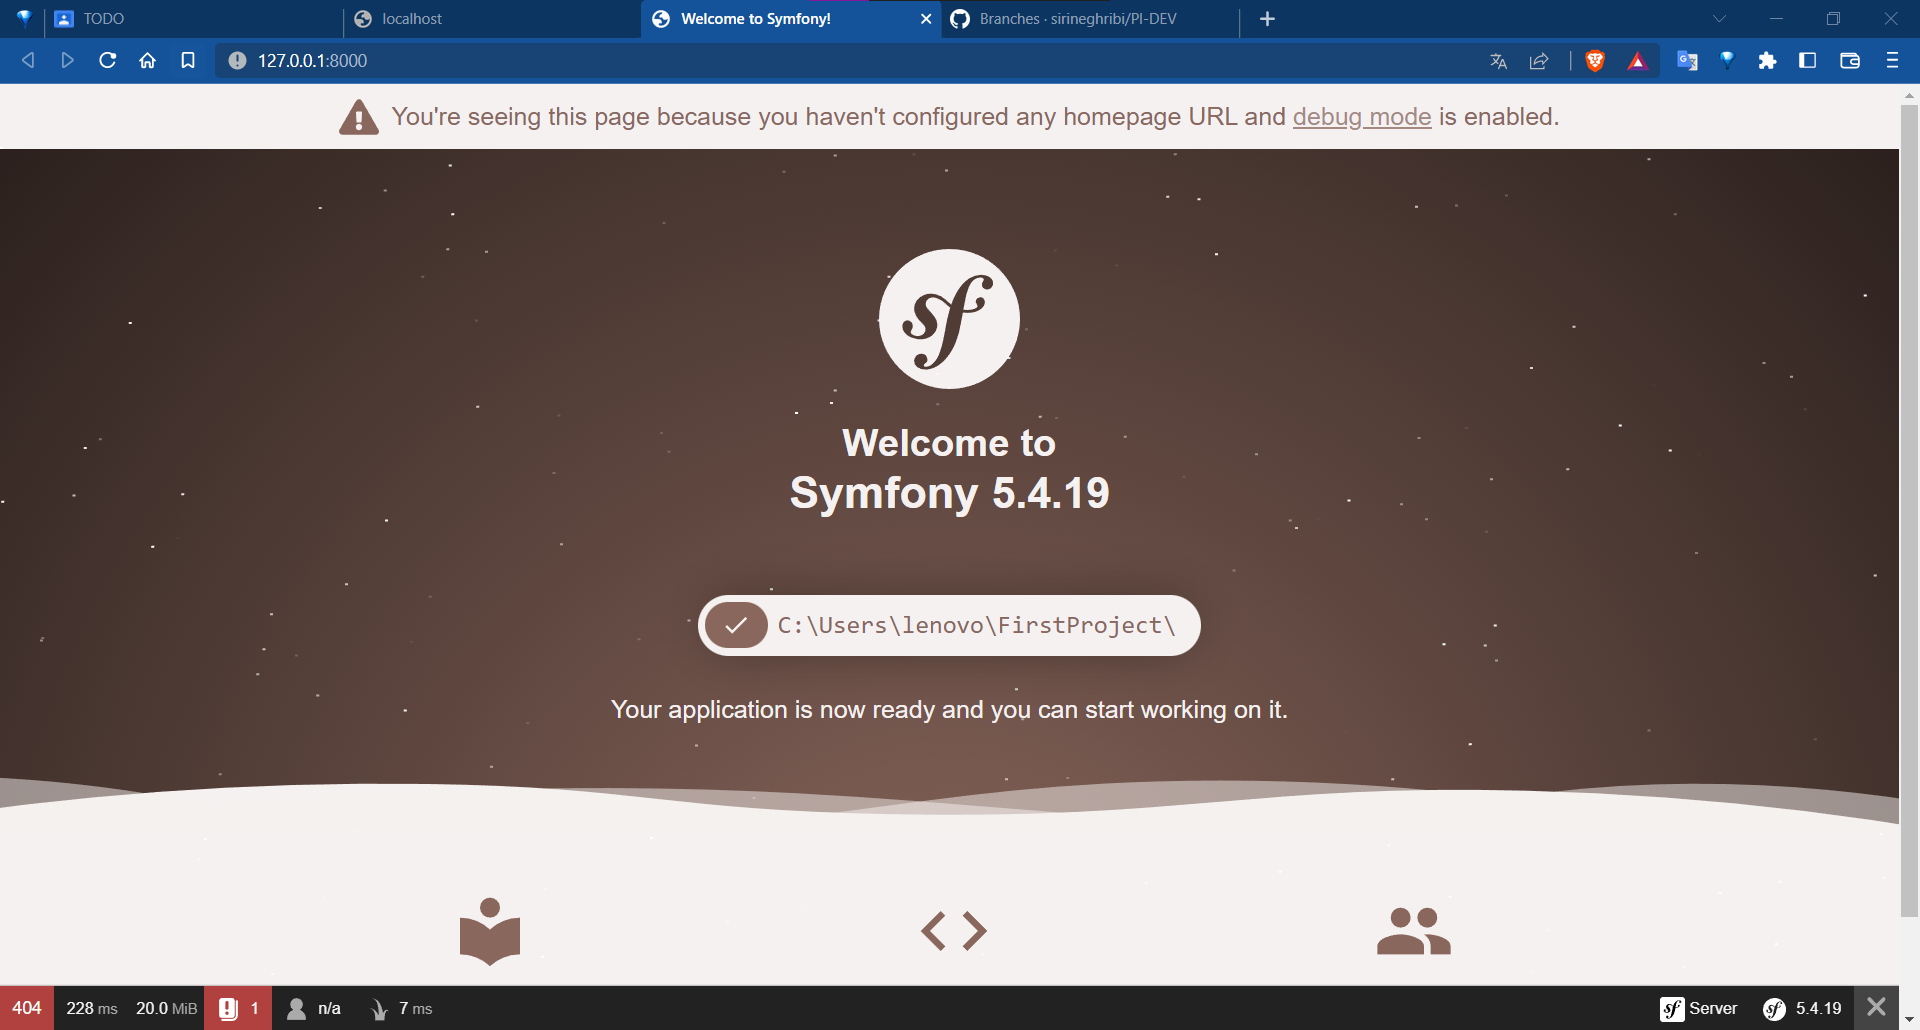 TODO
localhost
Welcome to Symfony!
Branches · sirineghribi/PI-DEV
127.0.0.1:8000
You're seeing this page because you haven't configured any homepage URL and debug mode is enabled.
sf
Welcome to
Symfony 5.4.19
C:\Users\lenovo\FirstProject\
Your application is now ready and you can start working on it.
404 228 ms 20.0 MiB 1 n/a 7 ms sf Server sf 5.4.19